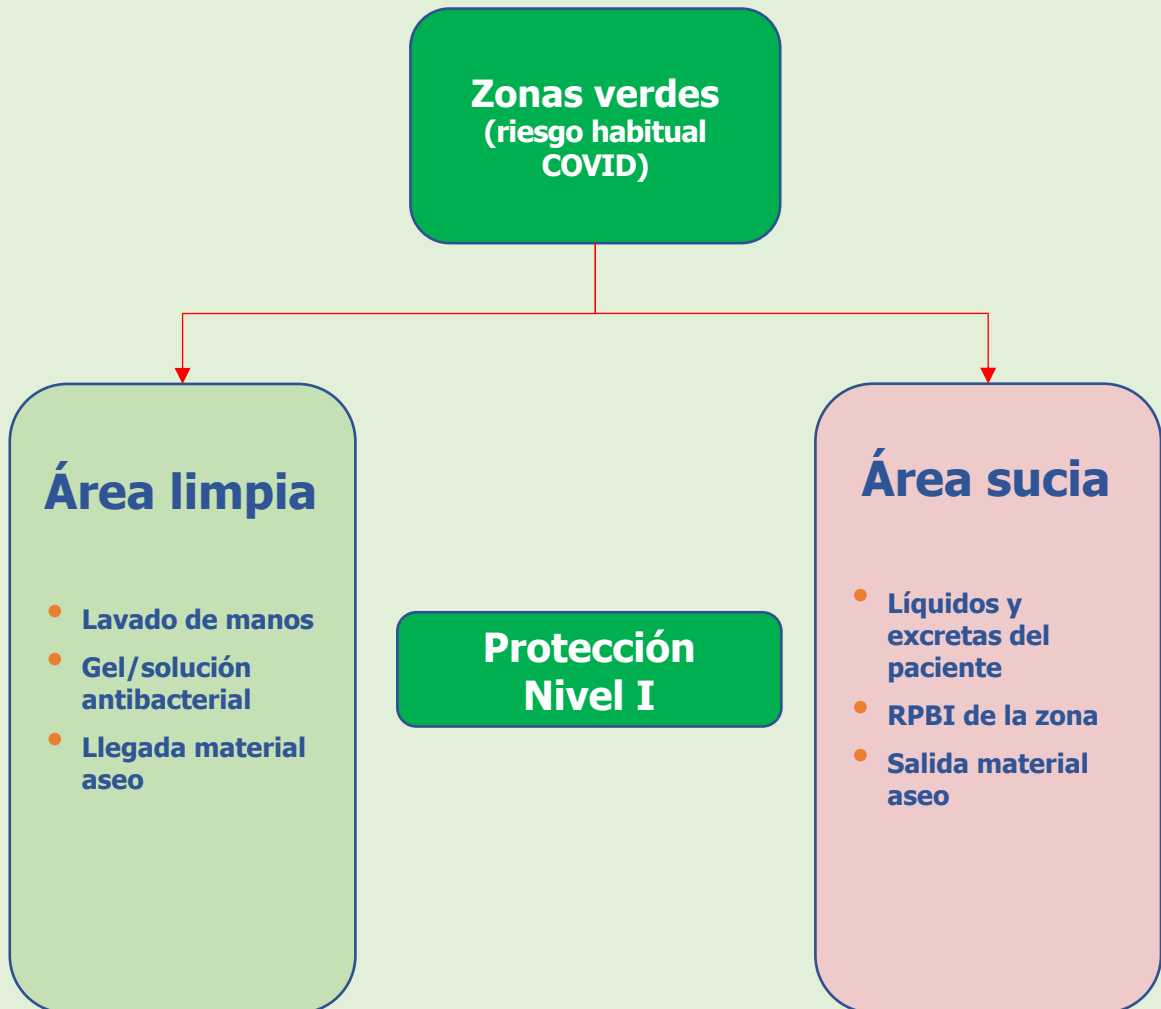 Zonas verdes
(riesgo habitual
COVID)
Área limpia
• Lavado de manos
• Gel/solución
antibacterial
• Llegada material
aseo
Protección
Nivel I
Área sucia
• Líquidos y
excretas del
paciente
• RPBI de la zona
• Salida material
aseo